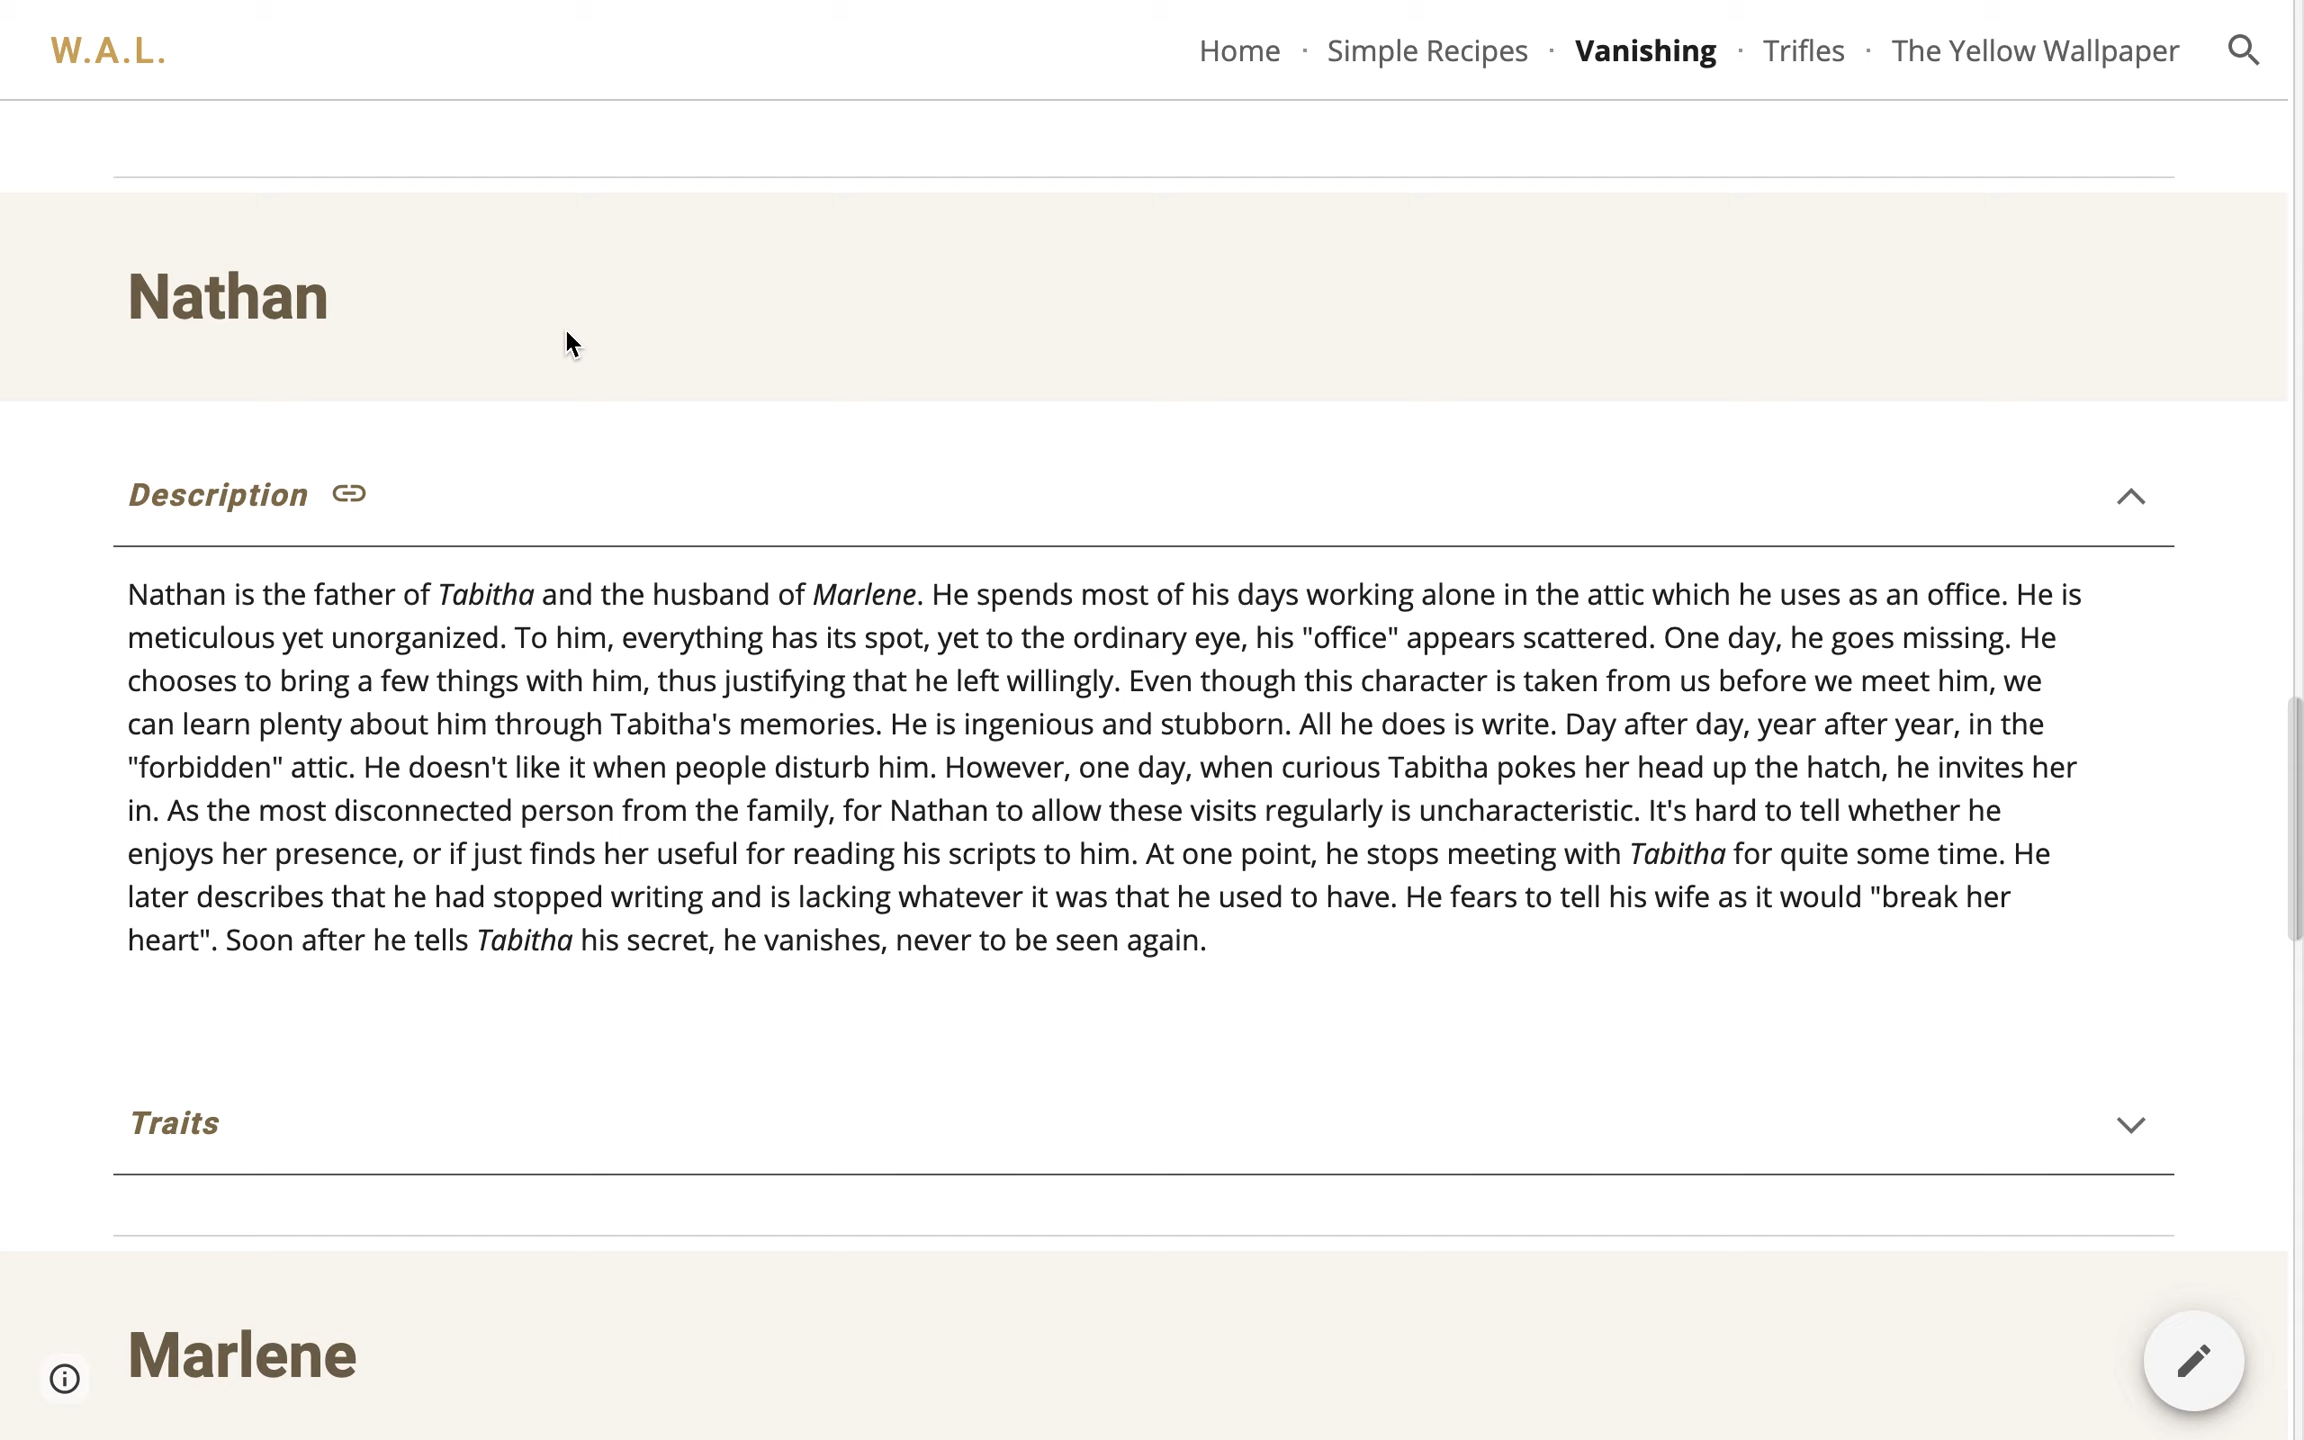 W.A.L.
Home · Simple Recipes · Vanishing · Trifles · The Yellow Wallpaper
Nathan
Description
Nathan is the father of Tabitha and the husband of Marlene. He spends most of his days working alone in the attic which he uses as an office. He is
meticulous yet unorganized. To him, everything has its spot, yet to the ordinary eye, his "office" appears scattered. One day, he goes missing. He
chooses to bring a few things with him, thus justifying that he left willingly. Even though this character is taken from us before we meet him, we
can learn plenty about him through Tabitha's memories. He is ingenious and stubborn. All he does is write. Day after day, year after year, in the
"forbidden" attic. He doesn't like it when people disturb him. However, one day, when curious Tabitha pokes her head up the hatch, he invites her
in. As the most disconnected person from the family, for Nathan to allow these visits regularly is uncharacteristic. It's hard to tell whether he
enjoys her presence, or if just finds her useful for reading his scripts to him. At one point, he stops meeting with Tabitha for quite some time. He
later describes that he had stopped writing and is lacking whatever it was that he used to have. He fears to tell his wife as it would "break her
heart". Soon after he tells Tabitha his secret, he vanishes, never to be seen again.
Traits
Marlene